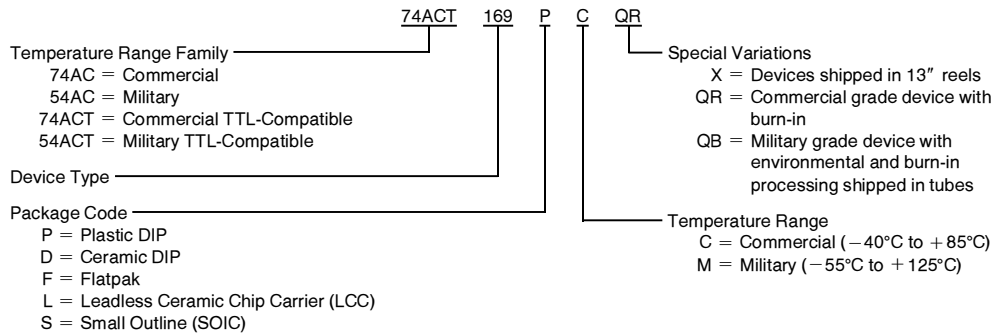 74ACT 169 P C QR
Temperature Range Family
74AC = Commercial
54AC = Military
74ACT = Commercial TTL-Compatible
54ACT = Military TTL-Compatible
Device Type
Package Code
P = Plastic DIP
D = Ceramic DIP
F = Flatpak
L = Leadless Ceramic Chip Carrier (LCC)
S = Small Outline (SOIC)
Special Variations
X = Devices shipped in 13″ reels
QR = Commercial grade device with
burn-in
QB = Military grade device with
environmental and burn-in
processing shipped in tubes
Temperature Range
C = Commercial (−40°C to +85°C)
M = Military (−55°C to +125°C)